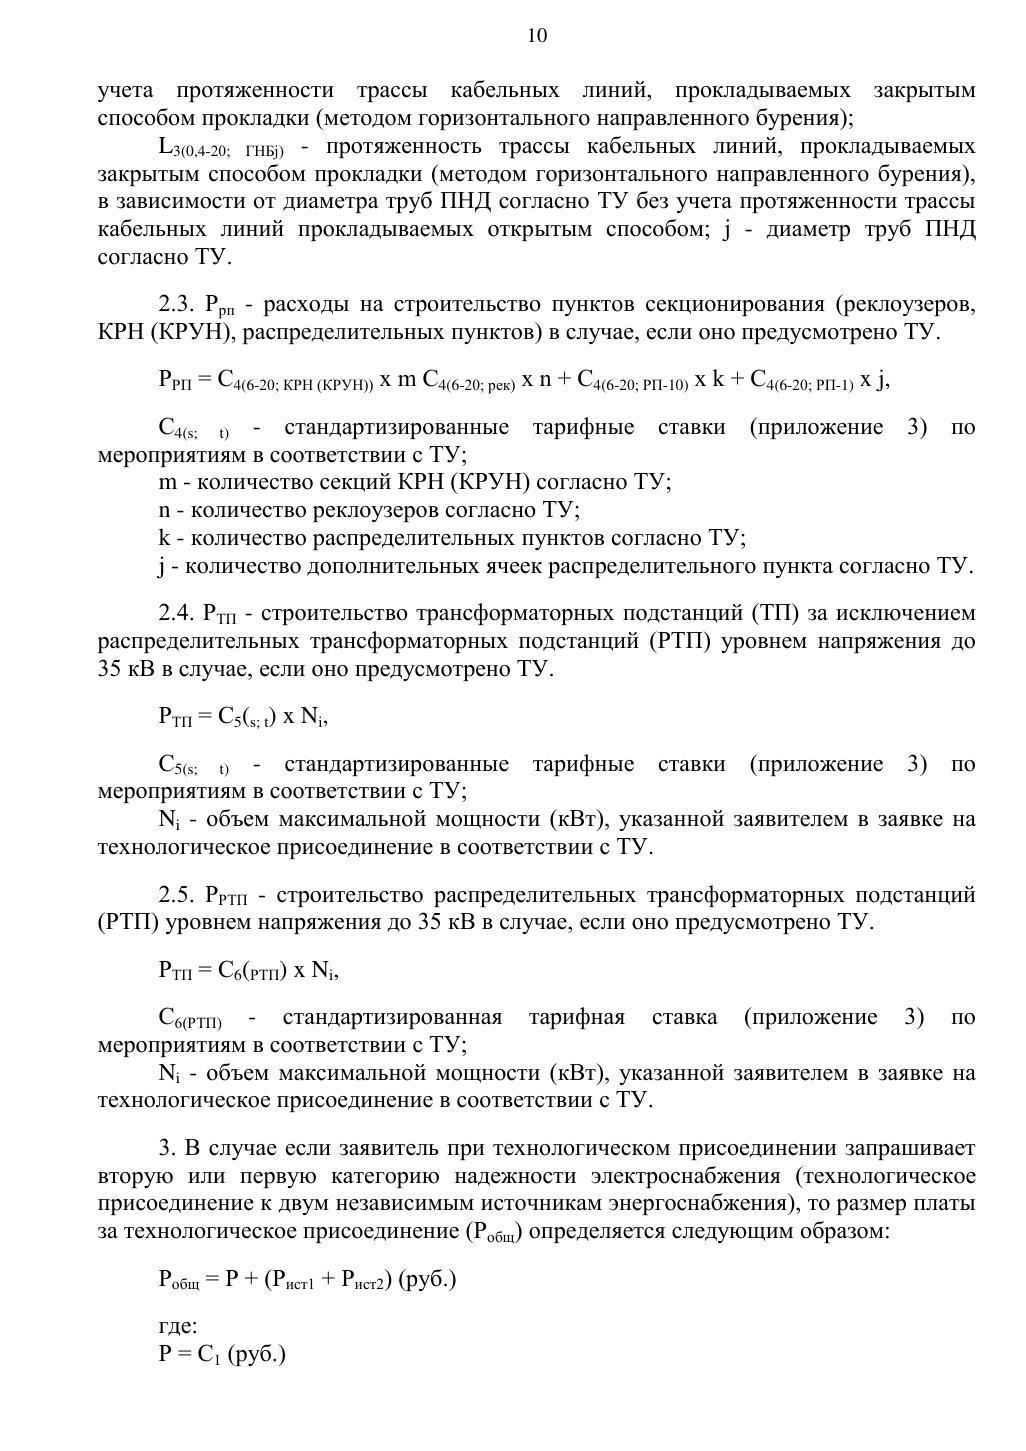 10
учета протяженности трассы кабельных линий, прокладываемых закрытым
способом прокладки (методом горизонтального направленного бурения);
L3(0,4-20; ГНБj) - протяженность трассы кабельных линий, прокладываемых
закрытым способом прокладки (методом горизонтального направленного бурения),
в зависимости от диаметра труб ПНД согласно ТУ без учета протяженности трассы
кабельных линий прокладываемых открытым способом; j - диаметр труб ПНД
согласно ТУ.
2.3. Ррп - расходы на строительство пунктов секционирования (реклоузеров,
КРН (КРУН), распределительных пунктов) в случае, если оно предусмотрено ТУ.
РРП = С4(6-20; КРН (КРУН)) x m С4(6-20; рек) x n + С4(6-20; РП-10) x k + С4(6-20; РП-1) x j,
С4(s; t) - стандартизированные тарифные ставки (приложение 3) по
мероприятиям в соответствии с ТУ;
m - количество секций КРН (КРУН) согласно ТУ;
n - количество реклоузеров согласно ТУ;
k - количество распределительных пунктов согласно ТУ;
j - количество дополнительных ячеек распределительного пункта согласно ТУ.
2.4. РТП - строительство трансформаторных подстанций (ТП) за исключением
распределительных трансформаторных подстанций (РТП) уровнем напряжения до
35 кВ в случае, если оно предусмотрено ТУ.
РТП = С5(s; t) x Ni,
С5(s; t) - стандартизированные тарифные ставки (приложение 3) по
мероприятиям в соответствии с ТУ;
Ni - объем максимальной мощности (кВт), указанной заявителем в заявке на
технологическое присоединение в соответствии с ТУ.
2.5. РРТП - строительство распределительных трансформаторных подстанций
(РТП) уровнем напряжения до 35 кВ в случае, если оно предусмотрено ТУ.
РТП = С6(РТП) x Ni,
С6(РТП) - стандартизированная тарифная ставка (приложение 3) по
мероприятиям в соответствии с ТУ;
Ni - объем максимальной мощности (кВт), указанной заявителем в заявке на
технологическое присоединение в соответствии с ТУ.
3. В случае если заявитель при технологическом присоединении запрашивает
вторую или первую категорию надежности электроснабжения (технологическое
присоединение к двум независимым источникам энергоснабжения), то размер платы
за технологическое присоединение (Робщ) определяется следующим образом:
Робщ = Р + (Рист1 + Рист2) (руб.)
где:
Р = С1 (руб.)